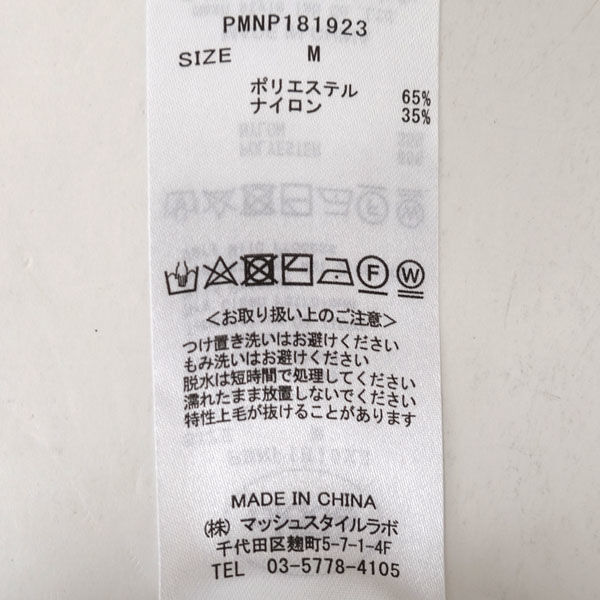 PMNP181923
SIZE M
ポリエステル 65%
ナイロン 35%
F W
<お取り扱い上のご注意>
つけ置き洗いはお避けください
もみ洗いはお避けください
脱水は短時間で処理してください
濡れたまま放置しないでください
特性上毛が抜けることがあります
MADE IN CHINA
(株) マッシュスタイルラボ
千代田区麹町5-7-1-4F
TEL 03-5778-4105